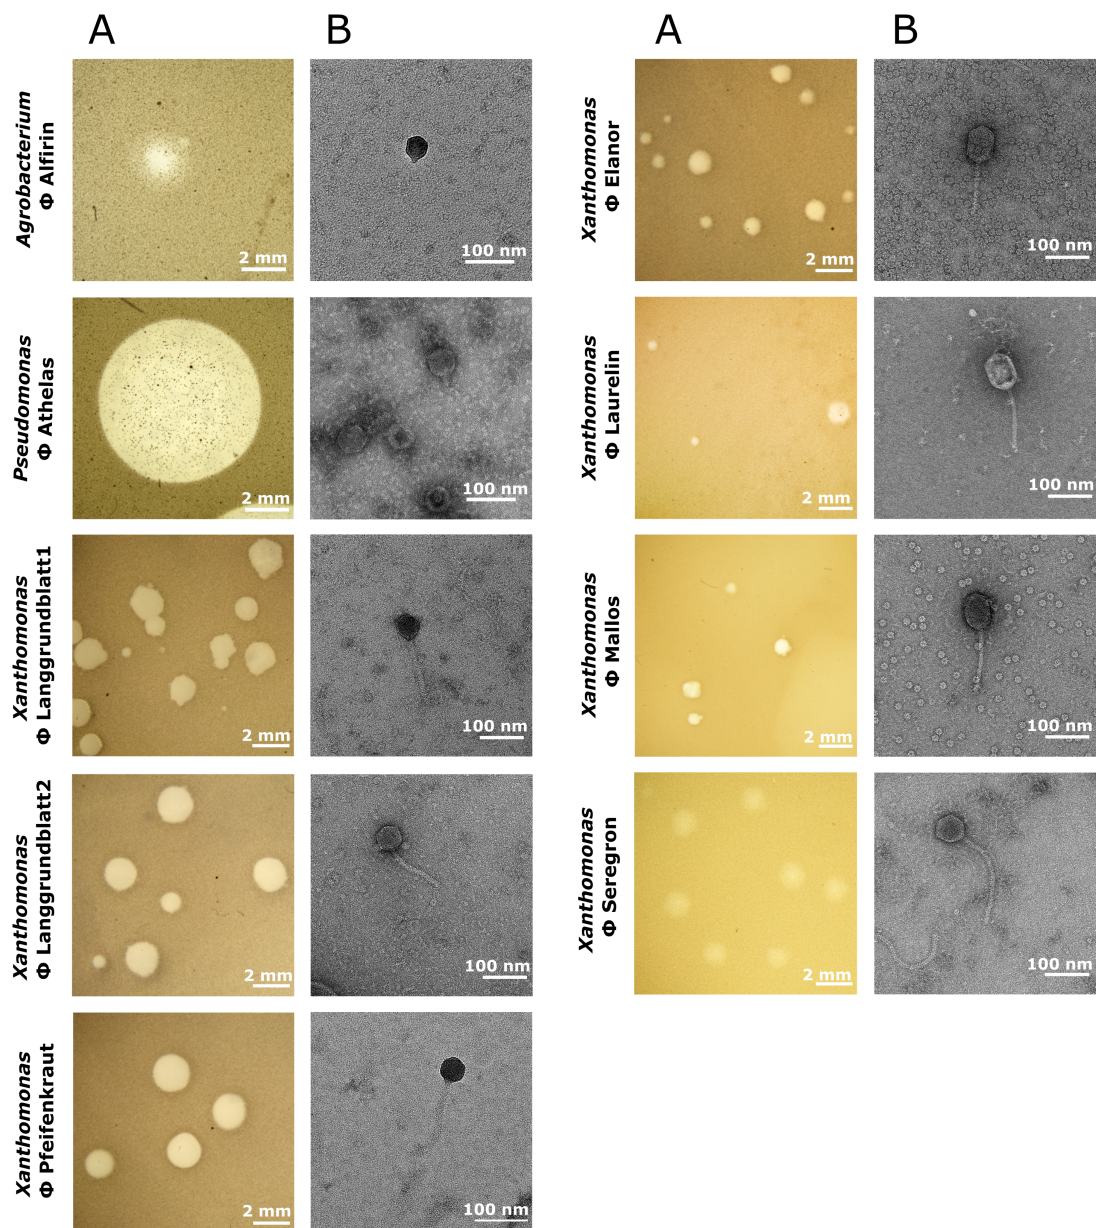 A
B
Agrobacterium
Φ Alfirin
2 mm
100 nm
Pseudomonas
Φ Athelas
2 mm
100 nm
Xanthomonas
Φ Langgrundblatt1
2 mm
100 nm
Xanthomonas
Φ Langgrundblatt2
2 mm
100 nm
Xanthomonas
Φ Pfeifenkraut
2 mm
100 nm
A
B
Xanthomonas
Φ Elanor
2 mm
100 nm
Xanthomonas
Φ Laurelin
2 mm
100 nm
Xanthomonas
Φ Mallos
2 mm
100 nm
Xanthomonas
Φ Seregron
2 mm
100 nm